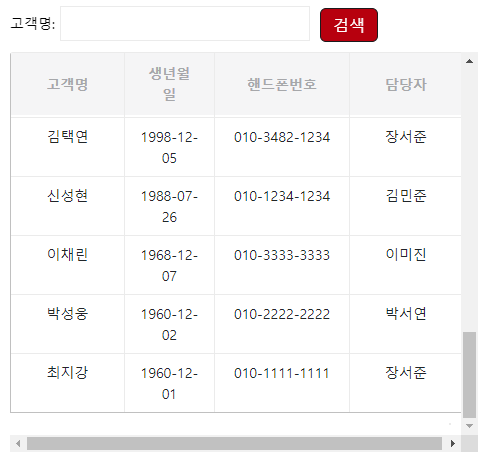 고객명: 검색
고객명 생년월일 핸드폰번호 담당자
김택연 1998-12-05 010-3482-1234 장서준
신성현 1988-07-26 010-1234-1234 김민준
이채린 1968-12-07 010-3333-3333 이미진
박성웅 1960-12-02 010-2222-2222 박서연
최지강 1960-12-01 010-1111-1111 장서준